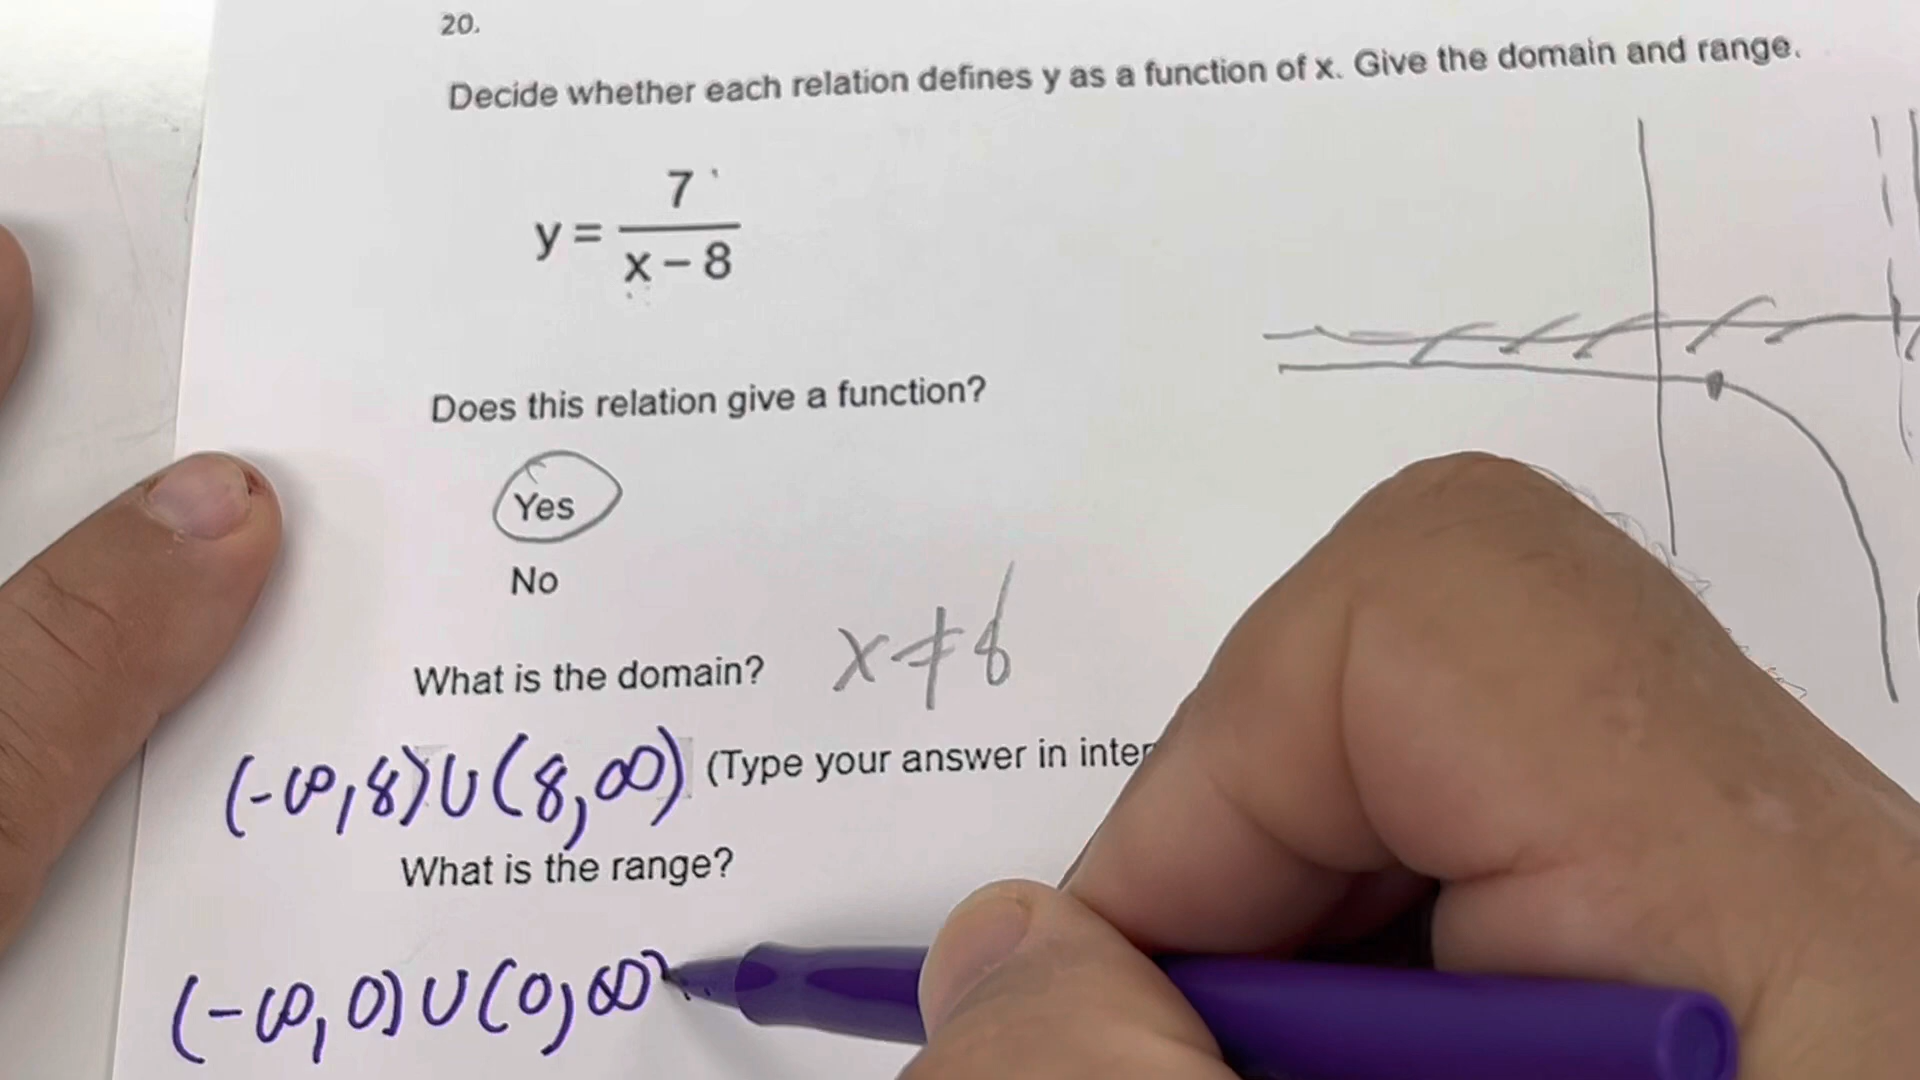 20.
Decide whether each relation defines y as a function of x. Give the domain and range.
y = 7
x − 8
Does this relation give a function?
Yes
No
What is the domain? x ≠ 8
(-∞,8)∪(8,∞) (Type your answer in
What is the range?
(-∞,0)∪(0,∞)